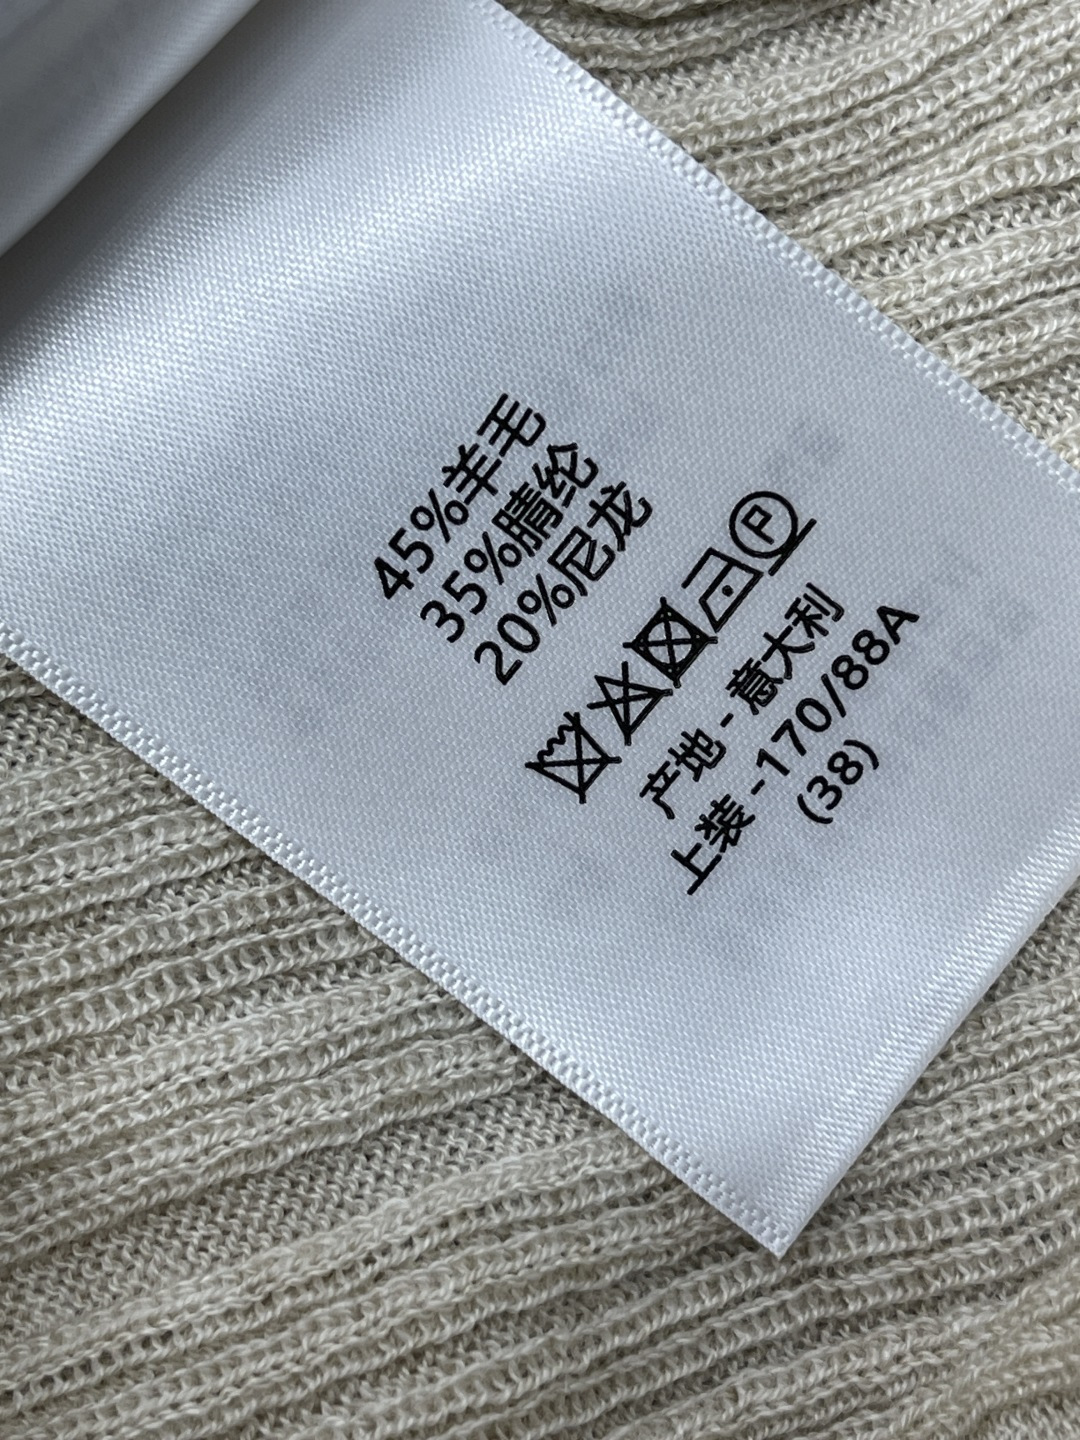 45%羊毛
35%腈纶
20%尼龙
P
产地 - 意大利
上装 -170/88A
(38)